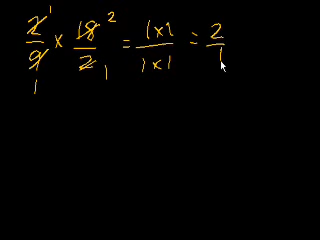 1 2
2/9 x 18/2 = 1x1/1x1 = 2/1
1 1